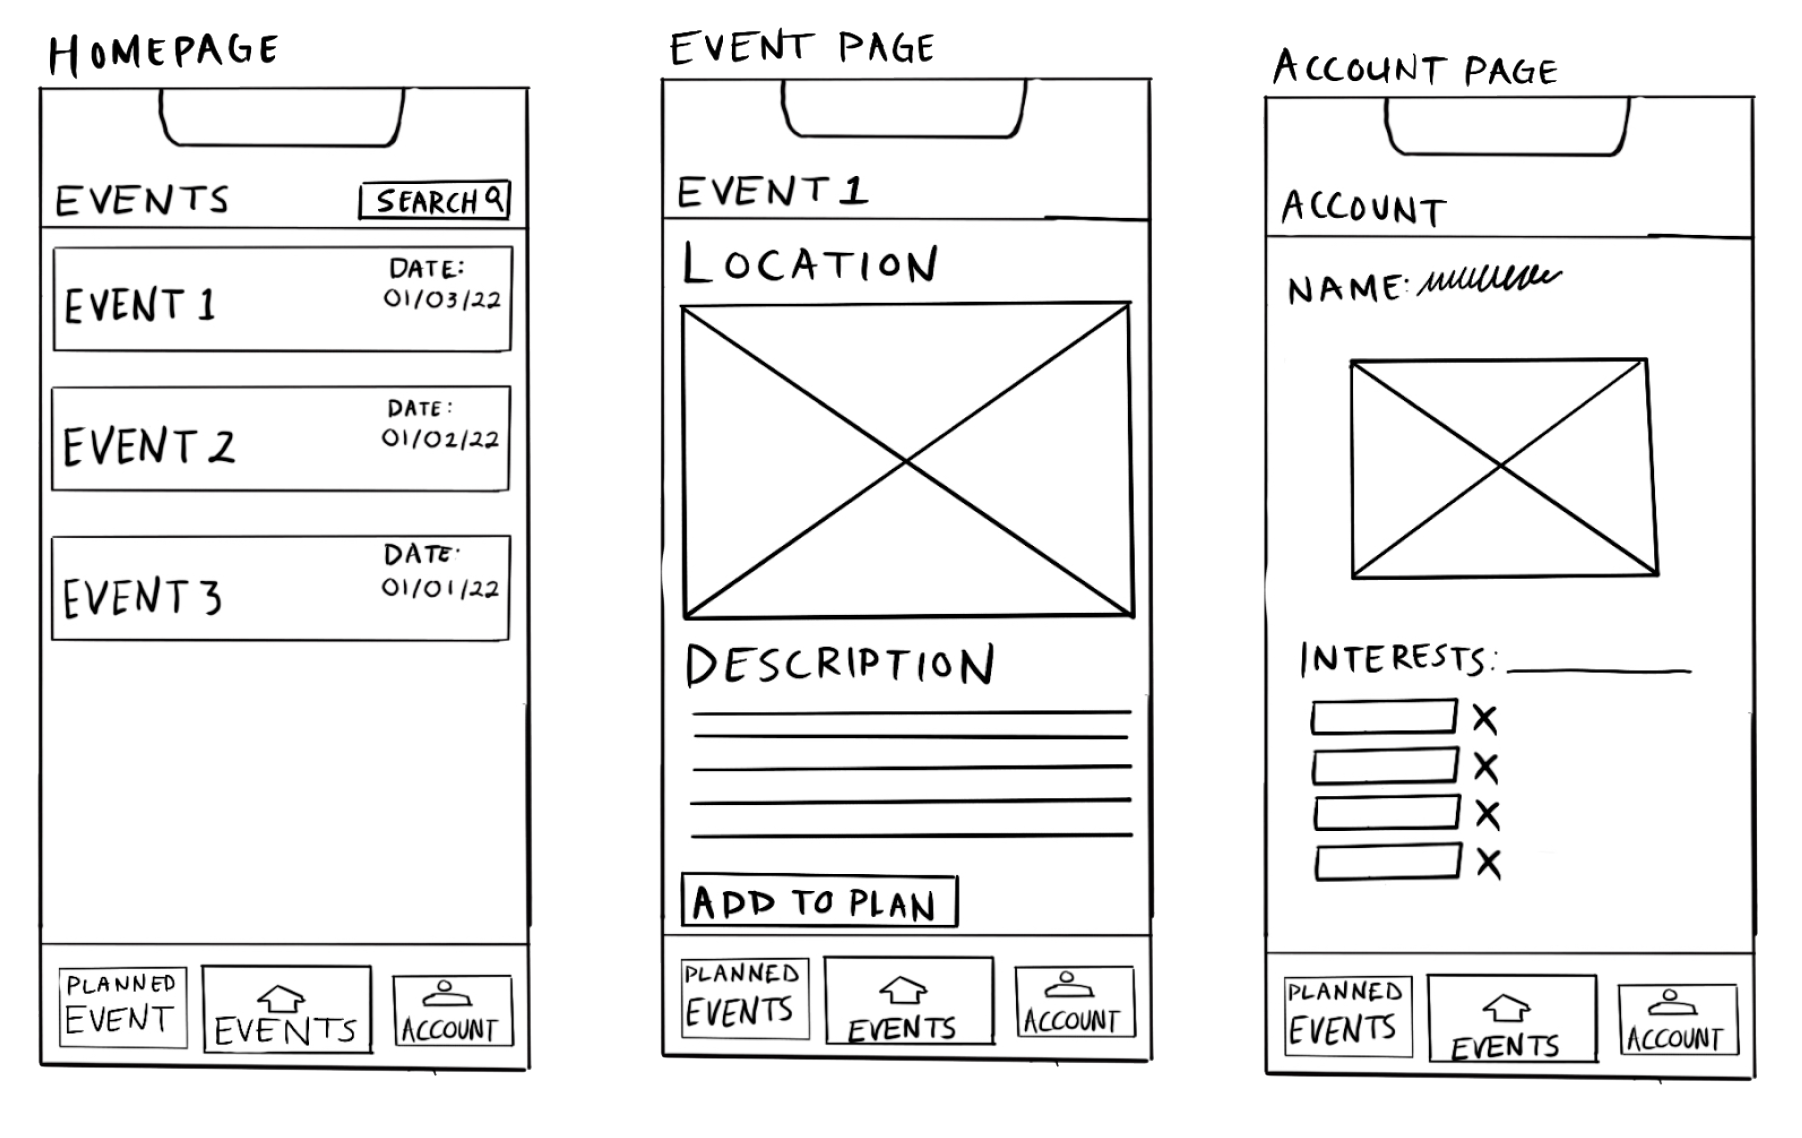 HOMEPAGE
EVENTS
SEARCH
EVENT 1
DATE:
01/03/22
EVENT 2
DATE:
01/02/22
EVENT 3
DATE:
01/01/22
PLANNED
EVENT
EVENTS
ACCOUNT
EVENT PAGE
EVENT 1
LOCATION
DESCRIPTION
ADD TO PLAN
PLANNED
EVENTS
EVENTS
ACCOUNT
ACCOUNT PAGE
ACCOUNT
NAME:
INTERESTS:
X
X
X
X
PLANNED
EVENTS
EVENTS
ACCOUNT